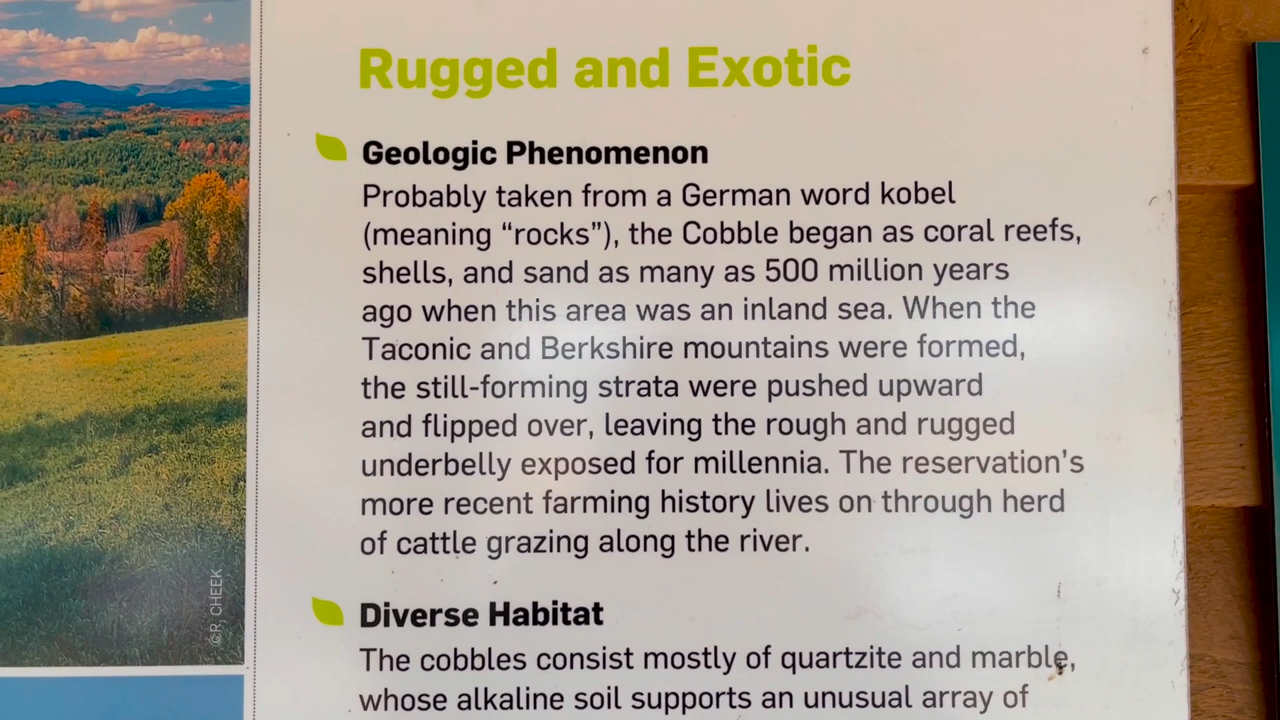 Rugged and Exotic
Geologic Phenomenon
Probably taken from a German word kobel
(meaning “rocks”), the Cobble began as coral reefs,
shells, and sand as many as 500 million years
ago when this area was an inland sea. When the
Taconic and Berkshire mountains were formed,
the still-forming strata were pushed upward
and flipped over, leaving the rough and rugged
underbelly exposed for millennia. The reservation’s
more recent farming history lives on through herd
of cattle grazing along the river.
Diverse Habitat
The cobbles consist mostly of quartzite and marble,
whose alkaline soil supports an unusual array of
©R. CHEEK